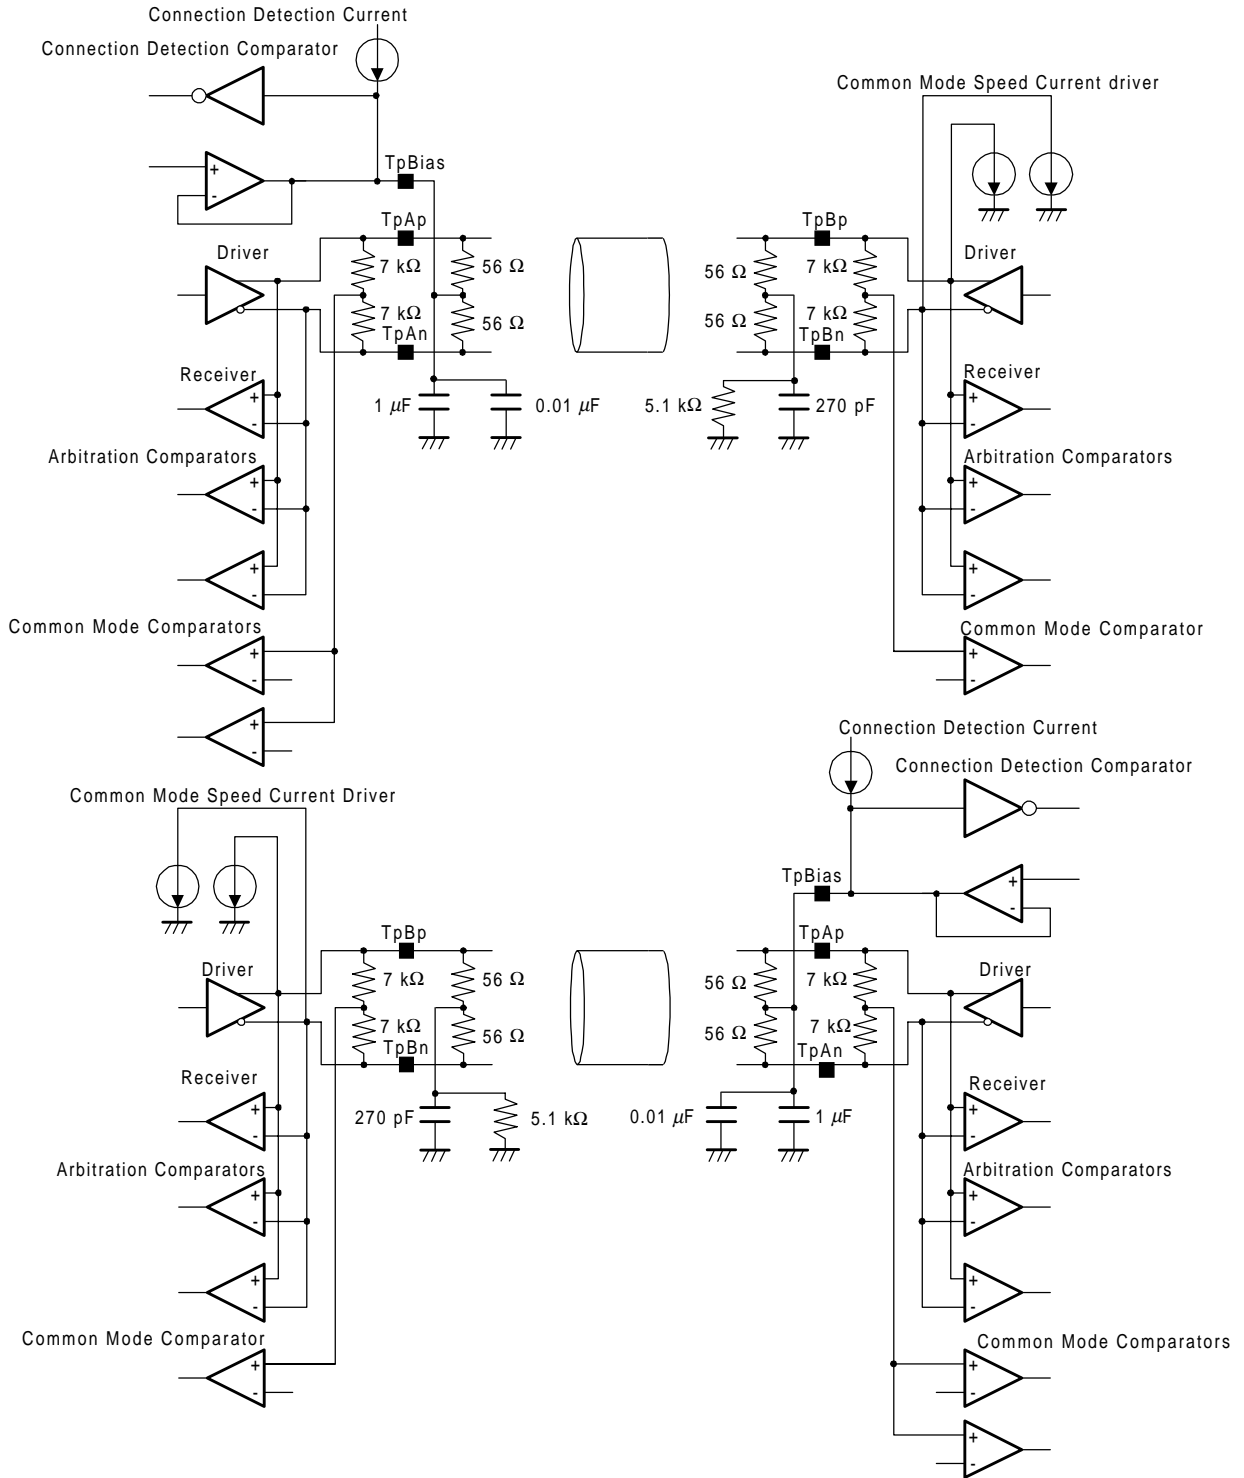 Connection Detection Current
Connection Detection Comparator
Common Mode Speed Current driver
+
-
TpBias
TpAp
TpBp
Driver
Driver
7 kΩ
56 Ω
56 Ω
7 kΩ
7 kΩ
56 Ω
56 Ω
7 kΩ
TpAn
TpBn
Receiver
Receiver
+
-
1 μF
0.01 μF
5.1 kΩ
270 pF
+
-
Arbitration Comparators
Arbitration Comparators
+
-
+
-
+
-
+
-
Common Mode Comparators
Common Mode Comparator
+
-
+
-
+
-
Connection Detection Current
Connection Detection Comparator
Common Mode Speed Current Driver
TpBias
+
-
TpBp
TpAp
Driver
Driver
7 kΩ
56 Ω
56 Ω
7 kΩ
7 kΩ
56 Ω
56 Ω
7 kΩ
TpBn
TpAn
Receiver
Receiver
+
-
270 pF
5.1 kΩ
0.01 μF
1 μF
+
-
Arbitration Comparators
Arbitration Comparators
+
-
+
-
+
-
+
-
Common Mode Comparator
Common Mode Comparators
+
-
+
-
+
-